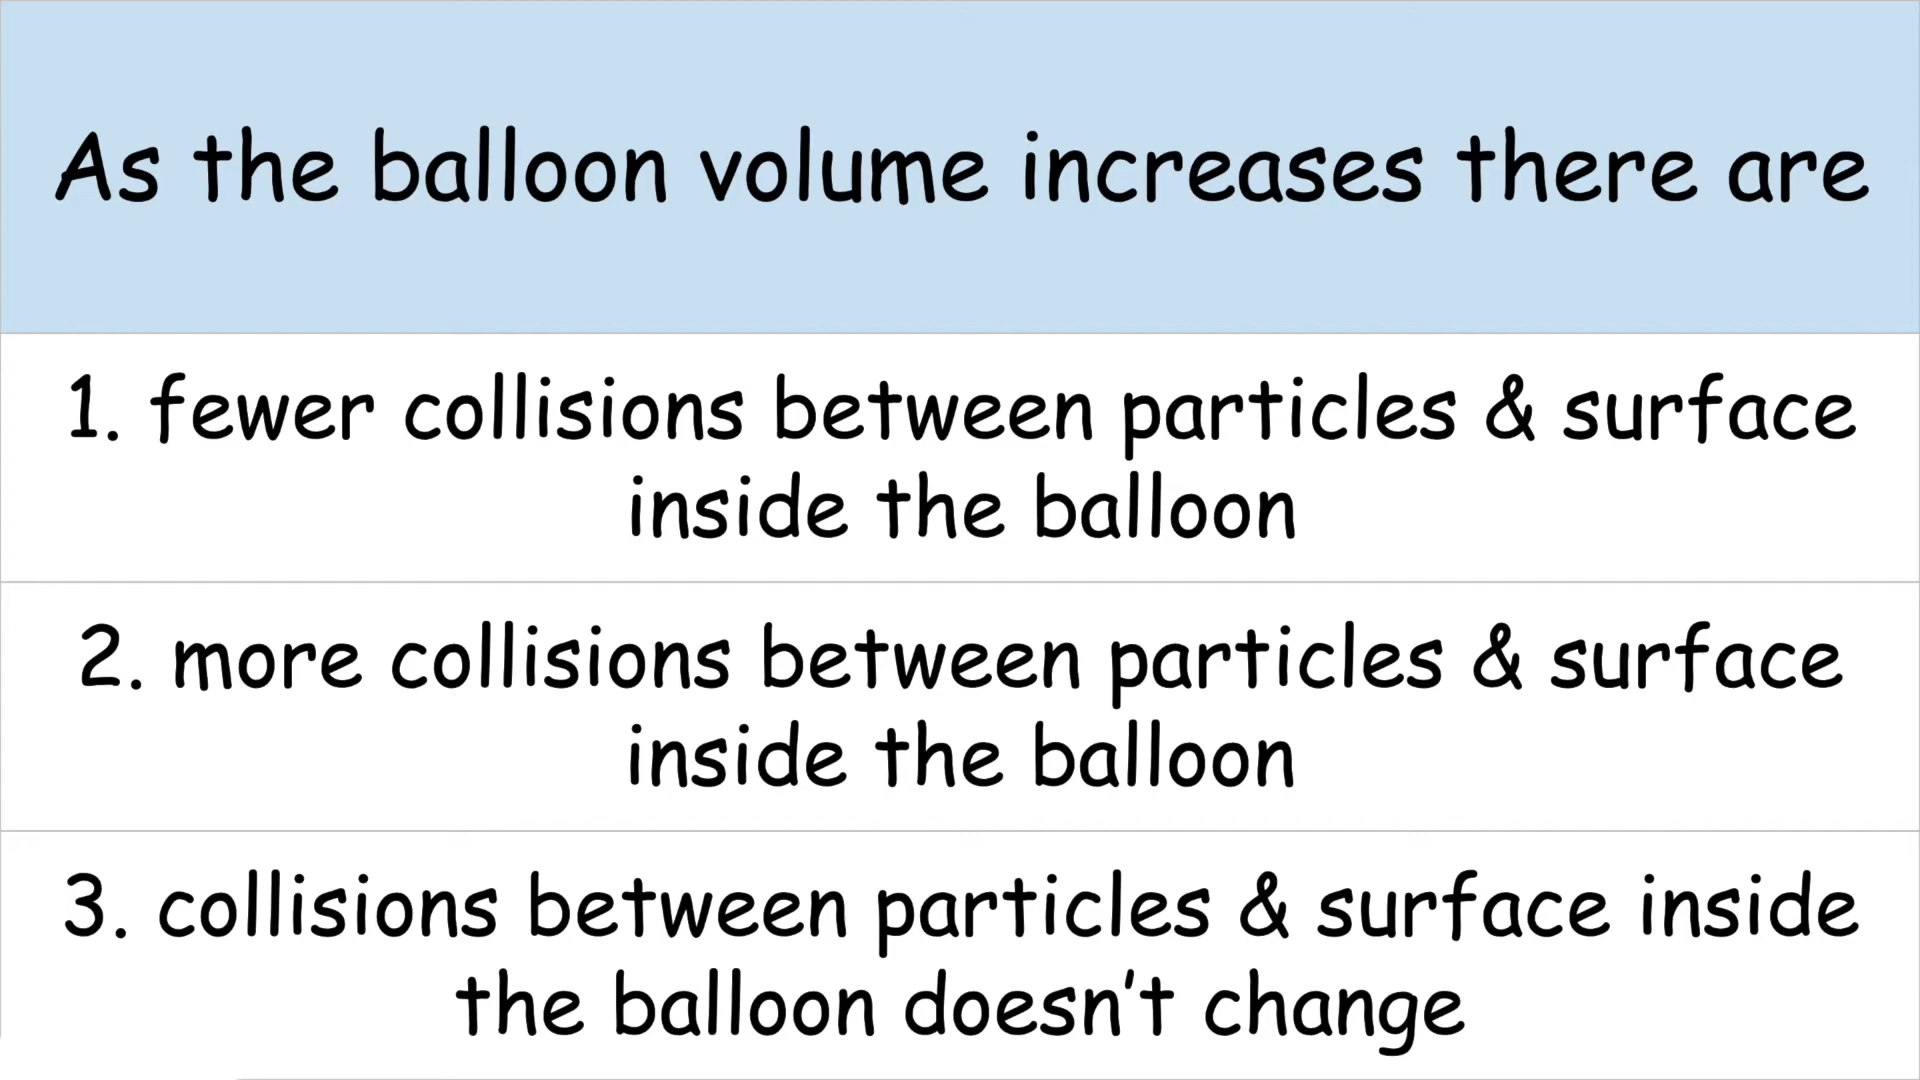 As the balloon volume increases there are
1. fewer collisions between particles & surface
inside the balloon
2. more collisions between particles & surface
inside the balloon
3. collisions between particles & surface inside
the balloon doesn’t change